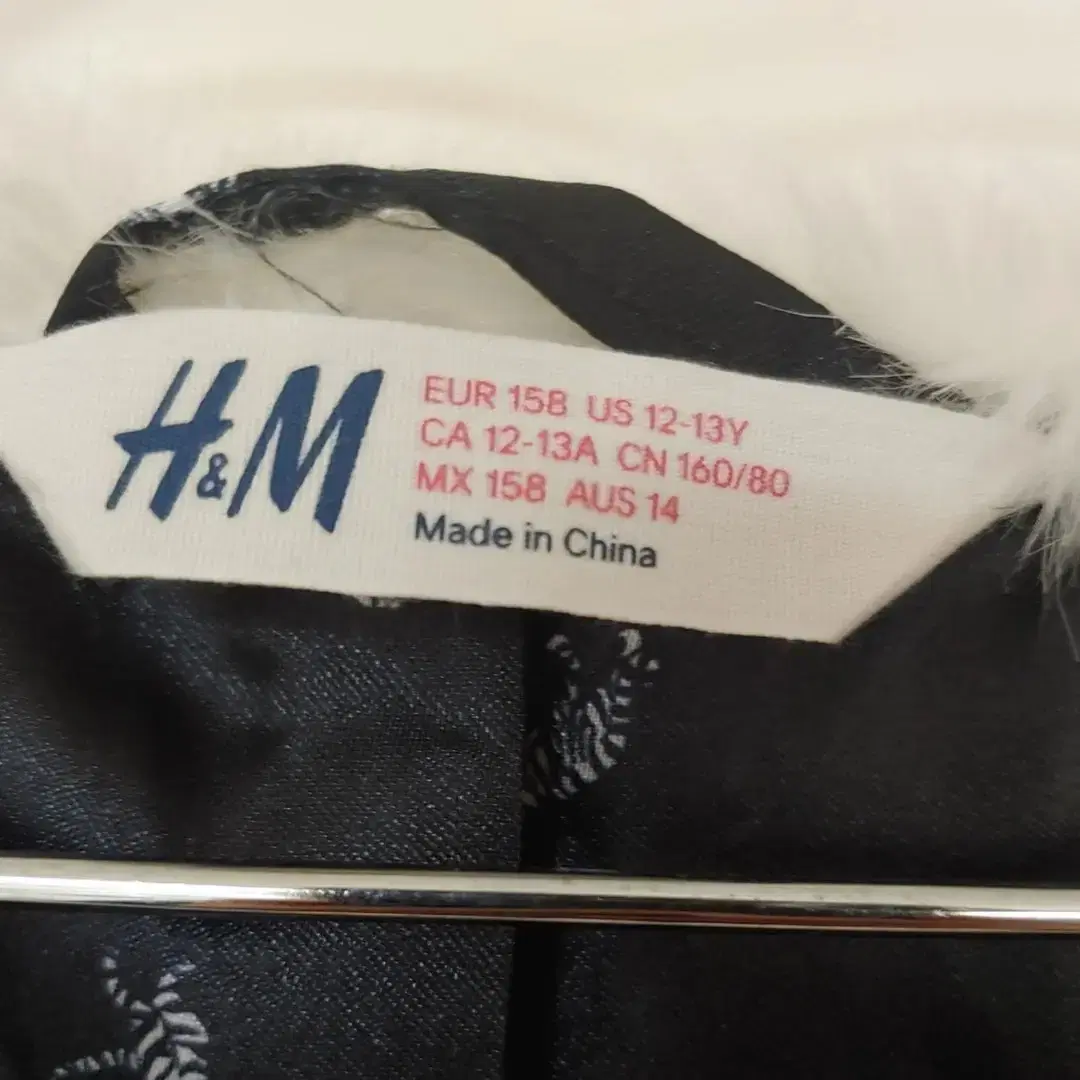 H&M
EUR 158 US 12-13Y
CA 12-13A CN 160/80
MX 158 AUS 14
Made in China